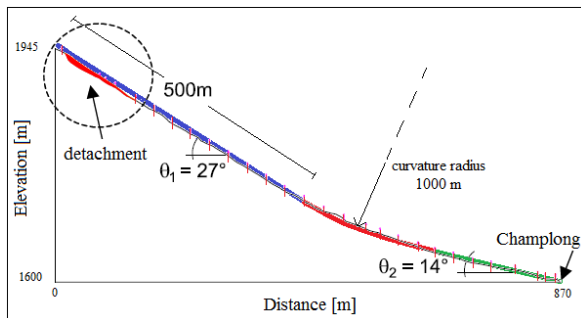 1945
500m
detachment
Elevation [m]
θ1 = 27°
curvature radius
1000 m
Champlong
θ2 = 14°
1600
0
870
Distance [m]